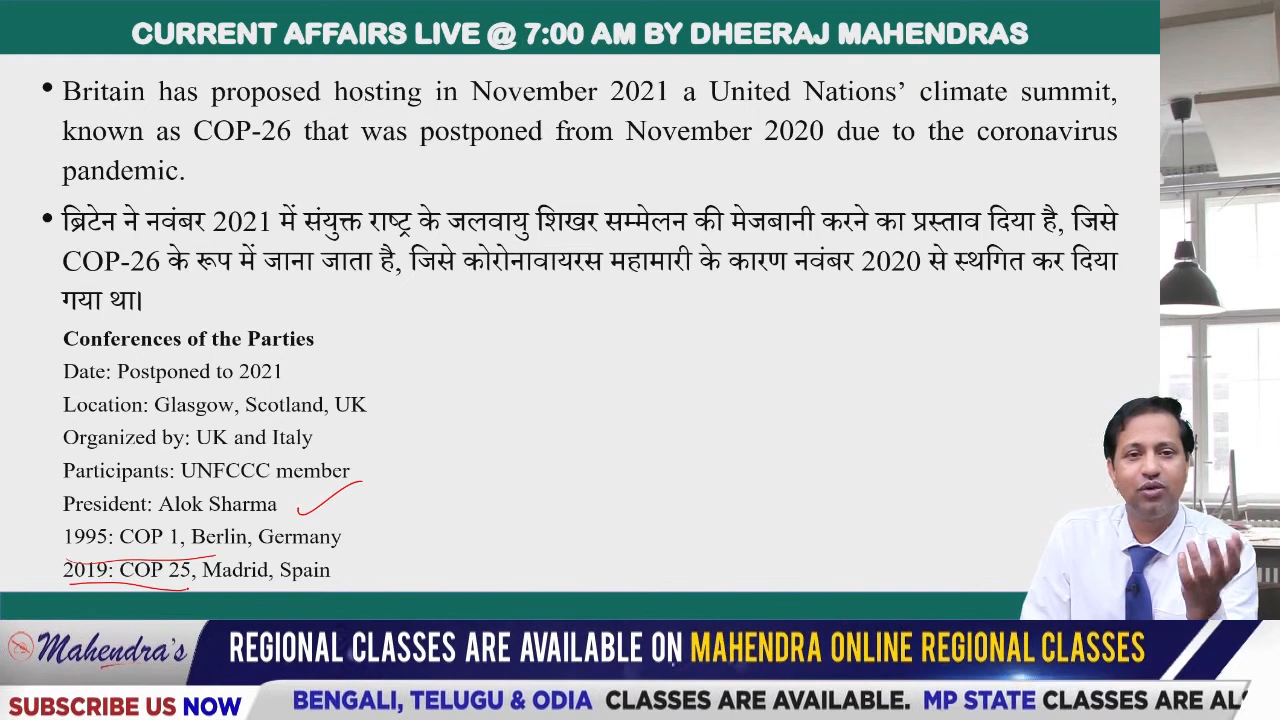 CURRENT AFFAIRS LIVE @ 7:00 AM BY DHEERAJ MAHENDRAS
• Britain has proposed hosting in November 2021 a United Nations’ climate summit,
known as COP-26 that was postponed from November 2020 due to the coronavirus
pandemic.
• ब्रिटेन ने नवंबर 2021 में संयुक्त राष्ट्र के जलवायु शिखर सम्मेलन की मेजबानी करने का प्रस्ताव दिया है, जिसे
COP-26 के रूप में जाना जाता है, जिसे कोरोनावायरस महामारी के कारण नवंबर 2020 से स्थगित कर दिया
गया था।
Conferences of the Parties
Date: Postponed to 2021
Location: Glasgow, Scotland, UK
Organized by: UK and Italy
Participants: UNFCCC member
President: Alok Sharma
1995: COP 1, Berlin, Germany
2019: COP 25, Madrid, Spain
Mahendra's
REGIONAL CLASSES ARE AVAILABLE ON MAHENDRA ONLINE REGIONAL CLASSES
SUBSCRIBE US NOW
BENGALI, TELUGU & ODIA CLASSES ARE AVAILABLE. MP STATE CLASSES ARE AL